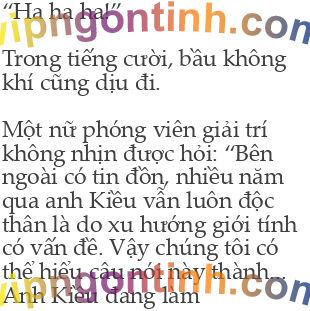 “Ha ha ha!”
Trong tiếng cười, bầu không
khí cũng dịu đi.
Một nữ phóng viên giải trí
không nhịn được hỏi: “Bên
ngoài có tin đồn, nhiều năm
qua anh Kiều vẫn luôn độc
thân là do xu hướng giới tính
có vấn đề. Vậy chúng tôi có
thể hiểu câu nói này thành...
Anh Kiều đang làm
vipngontinh.com
vipngontinh.com